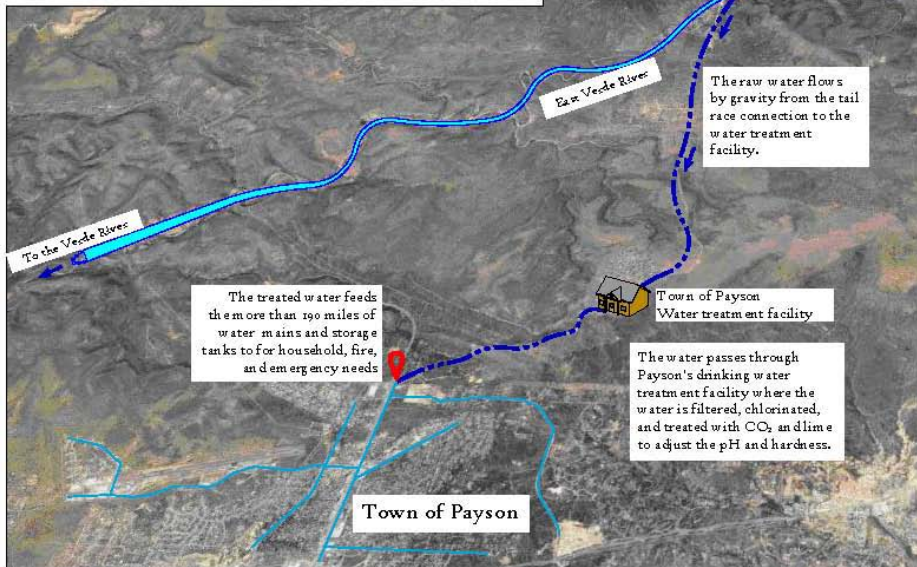 East Verde River
The raw water flows
by gravity from the tail
race connection to the
water treatment
facility.
To the Verde River
The treated water feeds
the more than 190 miles of
water mains and storage
tanks to for household, fire,
and emergency needs
Town of Payson
Water treatment facility
The water passes through
Payson's drinking water
treatment facility where the
water is filtered, chlorinated,
and treated with CO₂ and lime
to adjust the pH and hardness.
Town of Payson